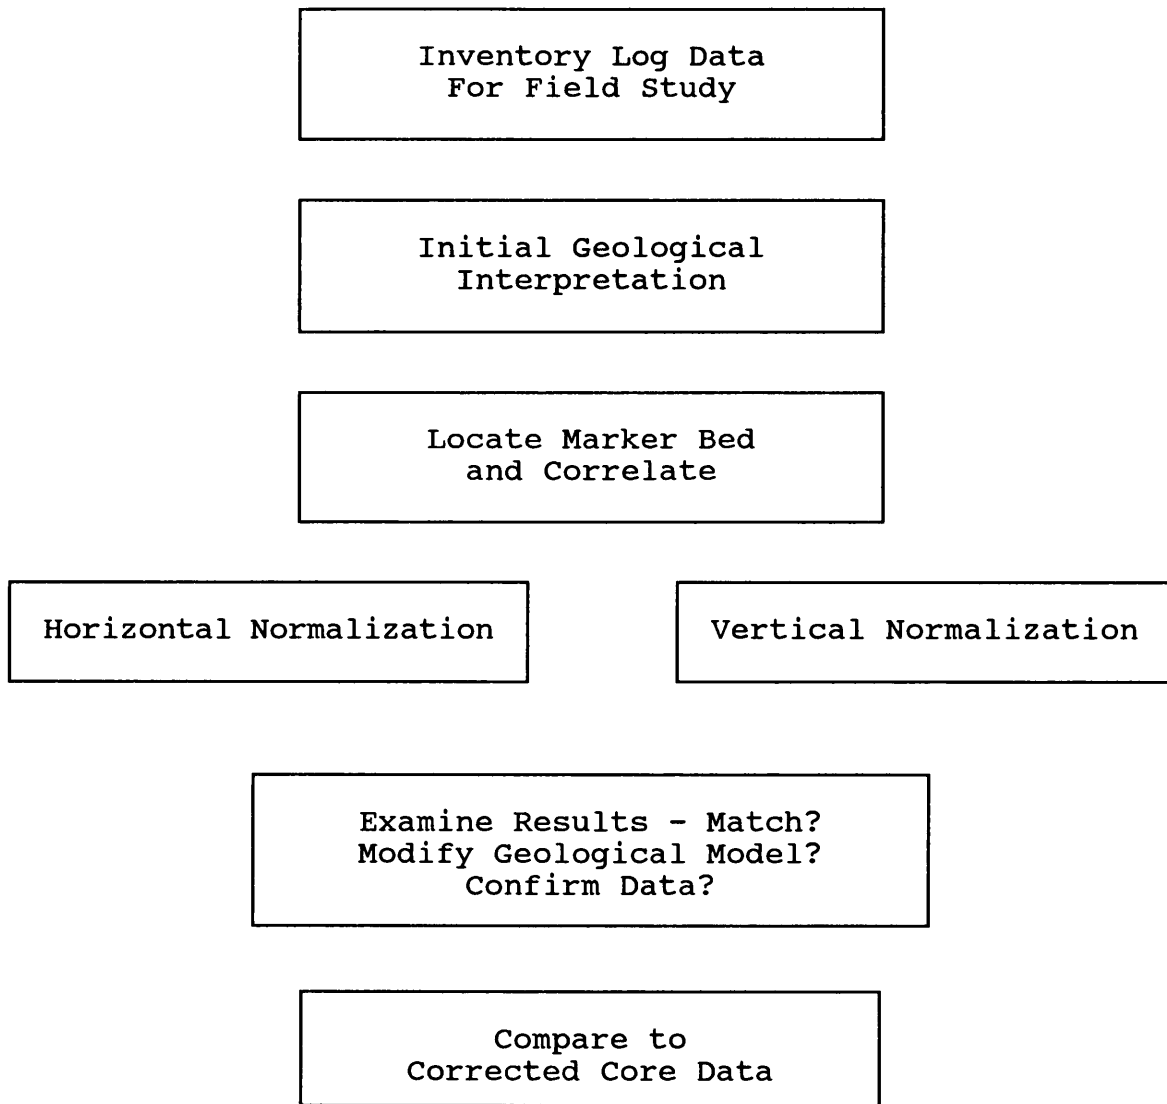 Inventory Log Data
For Field Study
Initial Geological
Interpretation
Locate Marker Bed
and Correlate
Horizontal Normalization
Vertical Normalization
Examine Results - Match?
Modify Geological Model?
Confirm Data?
Compare to
Corrected Core Data